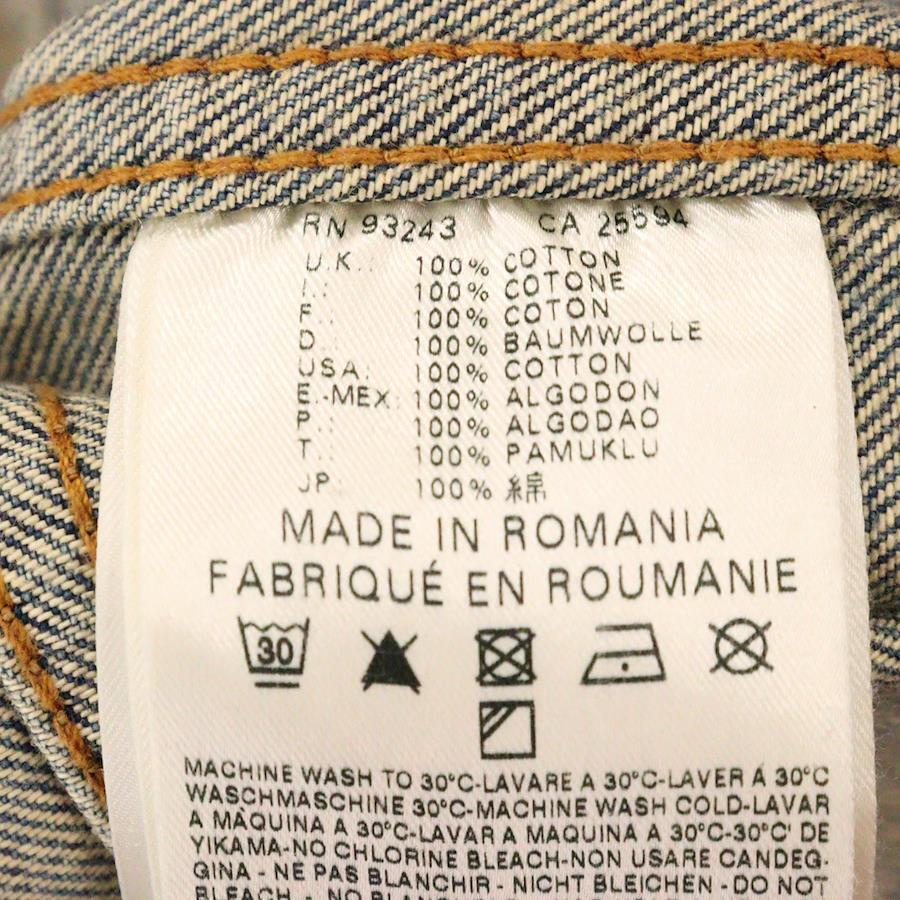 RN 93243 CA 25594
U.K.: 100% COTTON
I.: 100% COTONE
F.: 100% COTON
D.: 100% BAUMWOLLE
USA: 100% COTTON
E.-MEX: 100% ALGODON
P.: 100% ALGODAO
T.: 100% PAMUKLU
JP: 100% 綿
MADE IN ROMANIA
FABRIQUÉ EN ROUMANIE
30
MACHINE WASH TO 30°C-LAVARE A 30°C-LAVER Á 30°C
WASCHMASCHINE 30°C-MACHINE WASH COLD-LAVAR
A MÁQUINA A 30°C-LAVAR A MAQUINA A 30°C-30°C' DE
YIKAMA-NO CHLORINE BLEACH-NON USARE CANDEG-
GINA - NE PAS BLANCHIR - NICHT BLEICHEN - DO NOT
BLEACH - NO BLANQUEAR